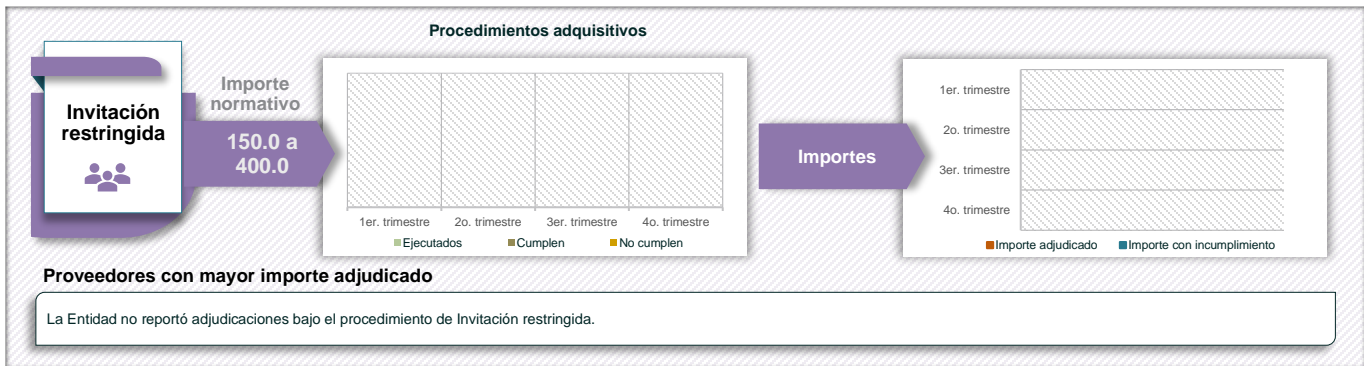 Procedimientos adquisitivos
Invitación
restringida
Importe
normativo
150.0 a
400.0
1er. trimestre 2o. trimestre 3er. trimestre 4o. trimestre
Ejecutados Cumplen No cumplen
Importes
1er. trimestre
2o. trimestre
3er. trimestre
4o. trimestre
Importe adjudicado Importe con incumplimiento
Proveedores con mayor importe adjudicado
La Entidad no reportó adjudicaciones bajo el procedimiento de Invitación restringida.